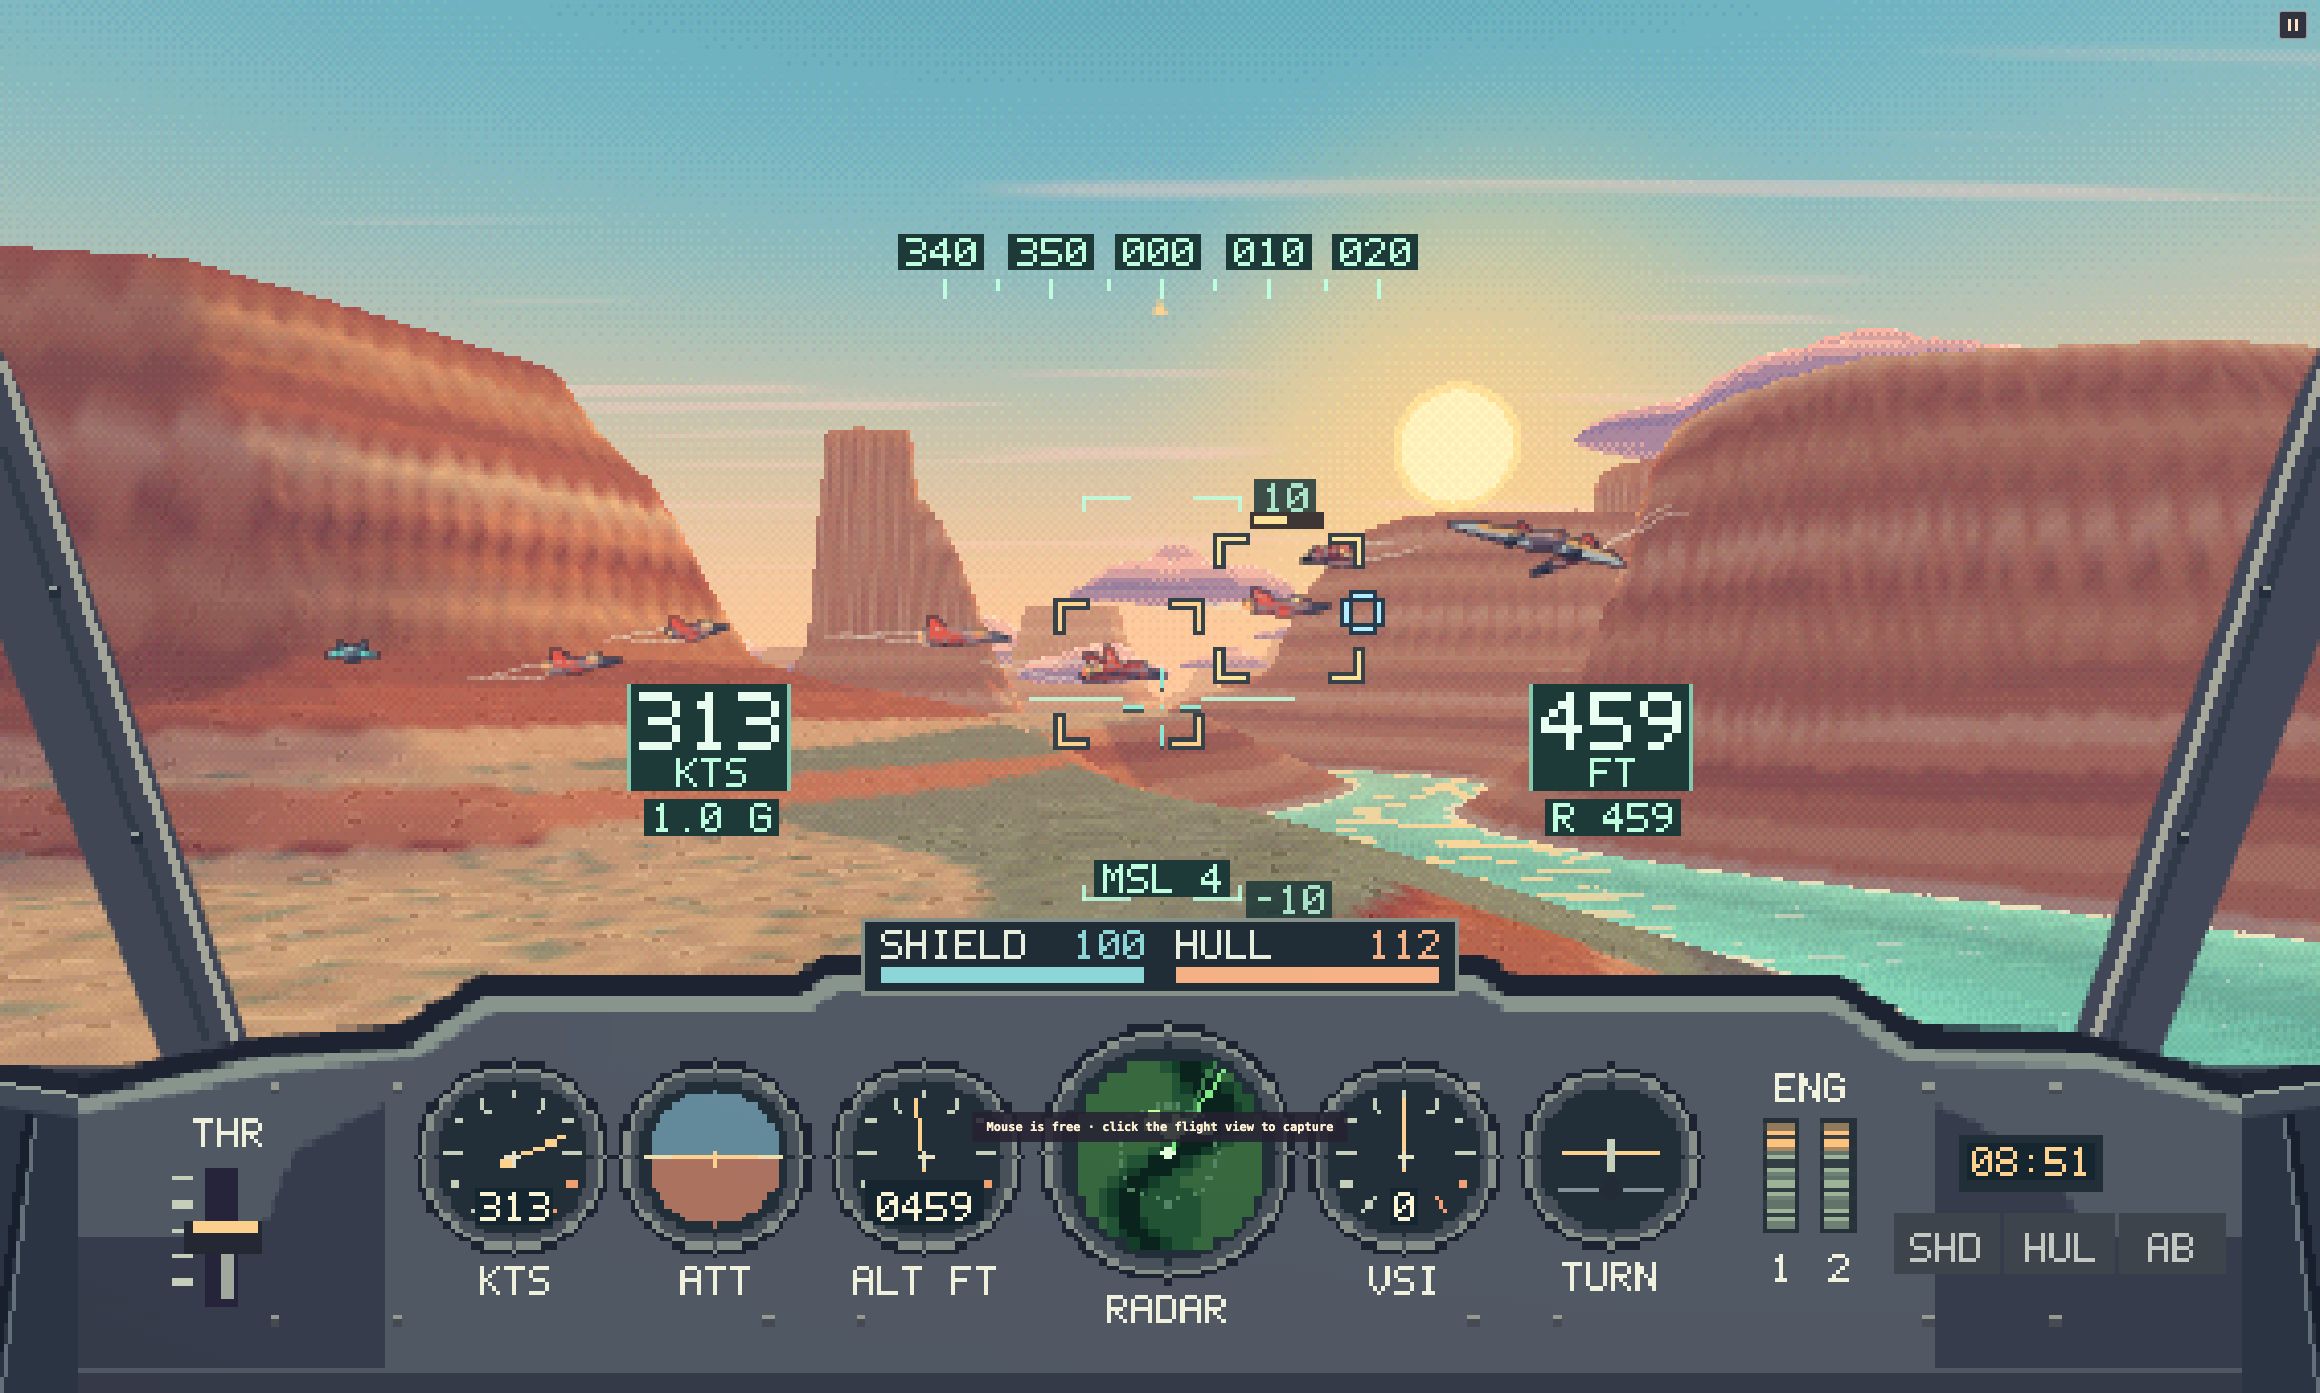 340 350 000 010 020
10
313
KTS
1.0 G
459
FT
R 459
MSL 4
-10
SHIELD 100 HULL 112
THR
313
KTS
ATT
0459
ALT FT
Mouse is free · click the flight view to capture
RADAR
0
VSI
TURN
ENG
1 2
08:51
SHD HUL AB